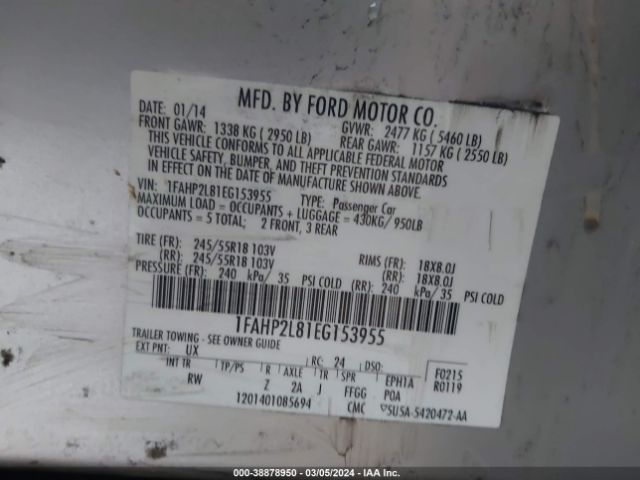 MFD. BY FORD MOTOR CO.
DATE: 01/14
GVWR: 2477 KG ( 5460 LB)
FRONT GAWR: 1338 KG ( 2950 LB)
REAR GAWR: 1157 KG ( 2550 LB)
THIS VEHICLE CONFORMS TO ALL APPLICABLE FEDERAL MOTOR
VEHICLE SAFETY, BUMPER, AND THEFT PREVENTION STANDARDS
IN EFFECT ON THE DATE OF MANUFACTURE SHOWN ABOVE.
VIN: 1FAHP2L81EG153955 TYPE: Passenger Car
MAXIMUM LOAD = OCCUPANTS + LUGGAGE = 430KG/ 950LB
OCCUPANTS = 5 TOTAL; 2 FRONT, 3 REAR
TIRE (FR): 245/55R18 103V RIMS (FR): 18X8.0J
(RR): 245/55R18 103V (RR): 18X8.0J
PRESSURE (FR): 240 kPa/ 35 PSI COLD (RR): 240 kPa/ 35 PSI COLD
1FAHP2L81EG153955
TRAILER TOWING - SEE OWNER GUIDE
EXT PNT: UX RC: 24 DSO: F0215
INT TR TP/PS R AXLE TR SPR EPH1A R0119
RW Z 2A J FFGG POA
1201401085694 CMC 5U5A-5420472-AA
000-38878950 - 03/05/2024 - IAA Inc.